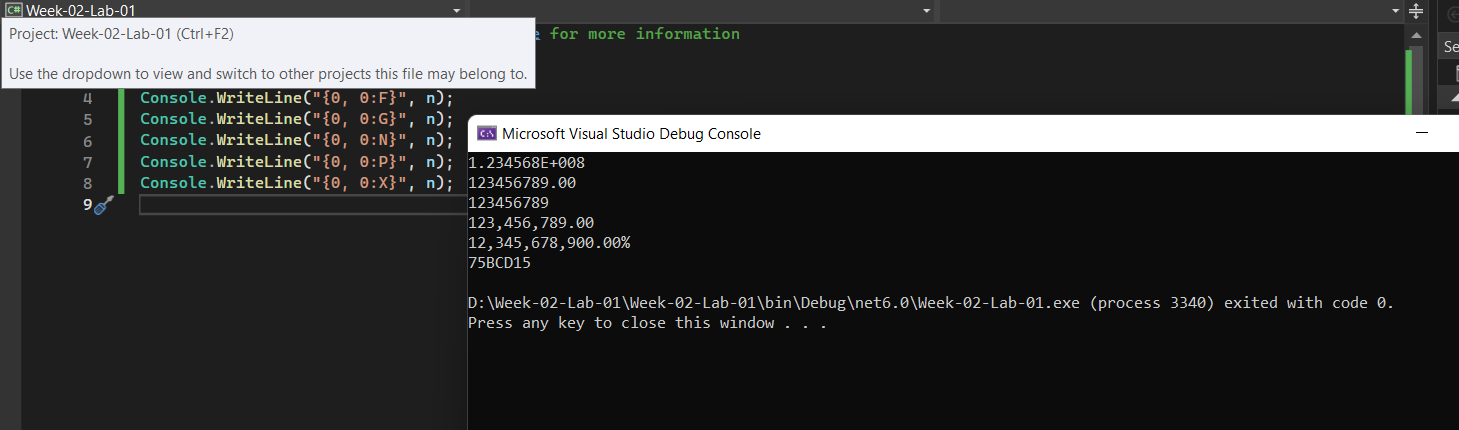 C# Week-02-Lab-01
Project: Week-02-Lab-01 (Ctrl+F2)
Use the dropdown to view and switch to other projects this file may belong to.
for more information
4 Console.WriteLine("{0, 0:F}", n);
5 Console.WriteLine("{0, 0:G}", n);
6 Console.WriteLine("{0, 0:N}", n);
7 Console.WriteLine("{0, 0:P}", n);
8 Console.WriteLine("{0, 0:X}", n);
9
Se
C:\ Microsoft Visual Studio Debug Console
1.234568E+008
123456789.00
123456789
123,456,789.00
12,345,678,900.00%
75BCD15
D:\Week-02-Lab-01\Week-02-Lab-01\bin\Debug\net6.0\Week-02-Lab-01.exe (process 3340) exited with code 0.
Press any key to close this window . . .